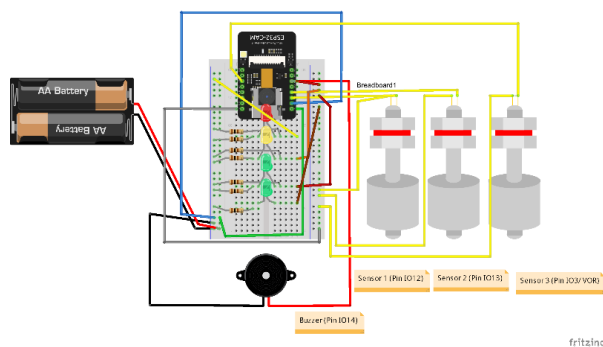 ESP32-CAM
AA Battery
AA Battery
Breadboard1
Sensor 1 (Pin IO12)
Sensor 2 (Pin IO13)
Sensor 3 (Pin IO3/ VOR)
Buzzer (Pin IO14)
fritzing